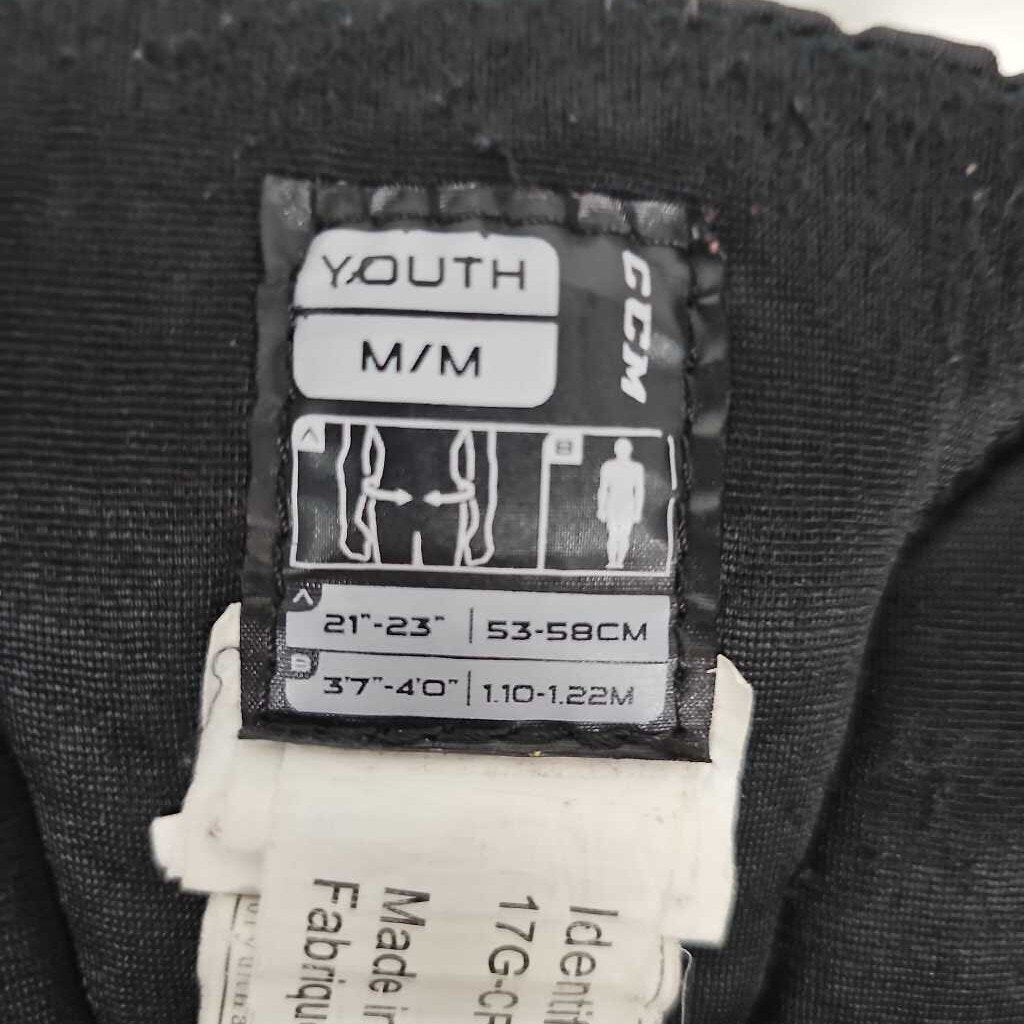 YOUTH
CCM
M/M
A
B
A
21"-23" | 53-58CM
B
3'7"-4'0" | 1.10-1.22M
Identi
17G-CF
Made in
Fabriqu